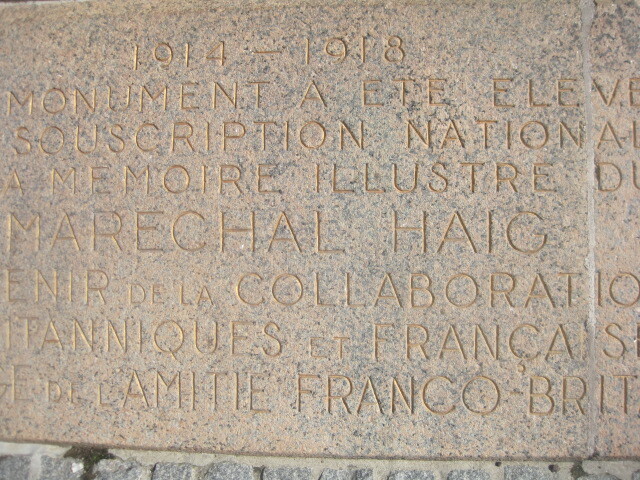 1914 – 1918
MONUMENT A ETE ELEVE
SOUSCRIPTION NATIONAL
A MEMOIRE ILLUSTRE DU
MARECHAL HAIG
ENIR DE LA COLLABORATIO
ITANNIQUES ET FRANÇAIS
DE L'AMITIE FRANCO-BRIT